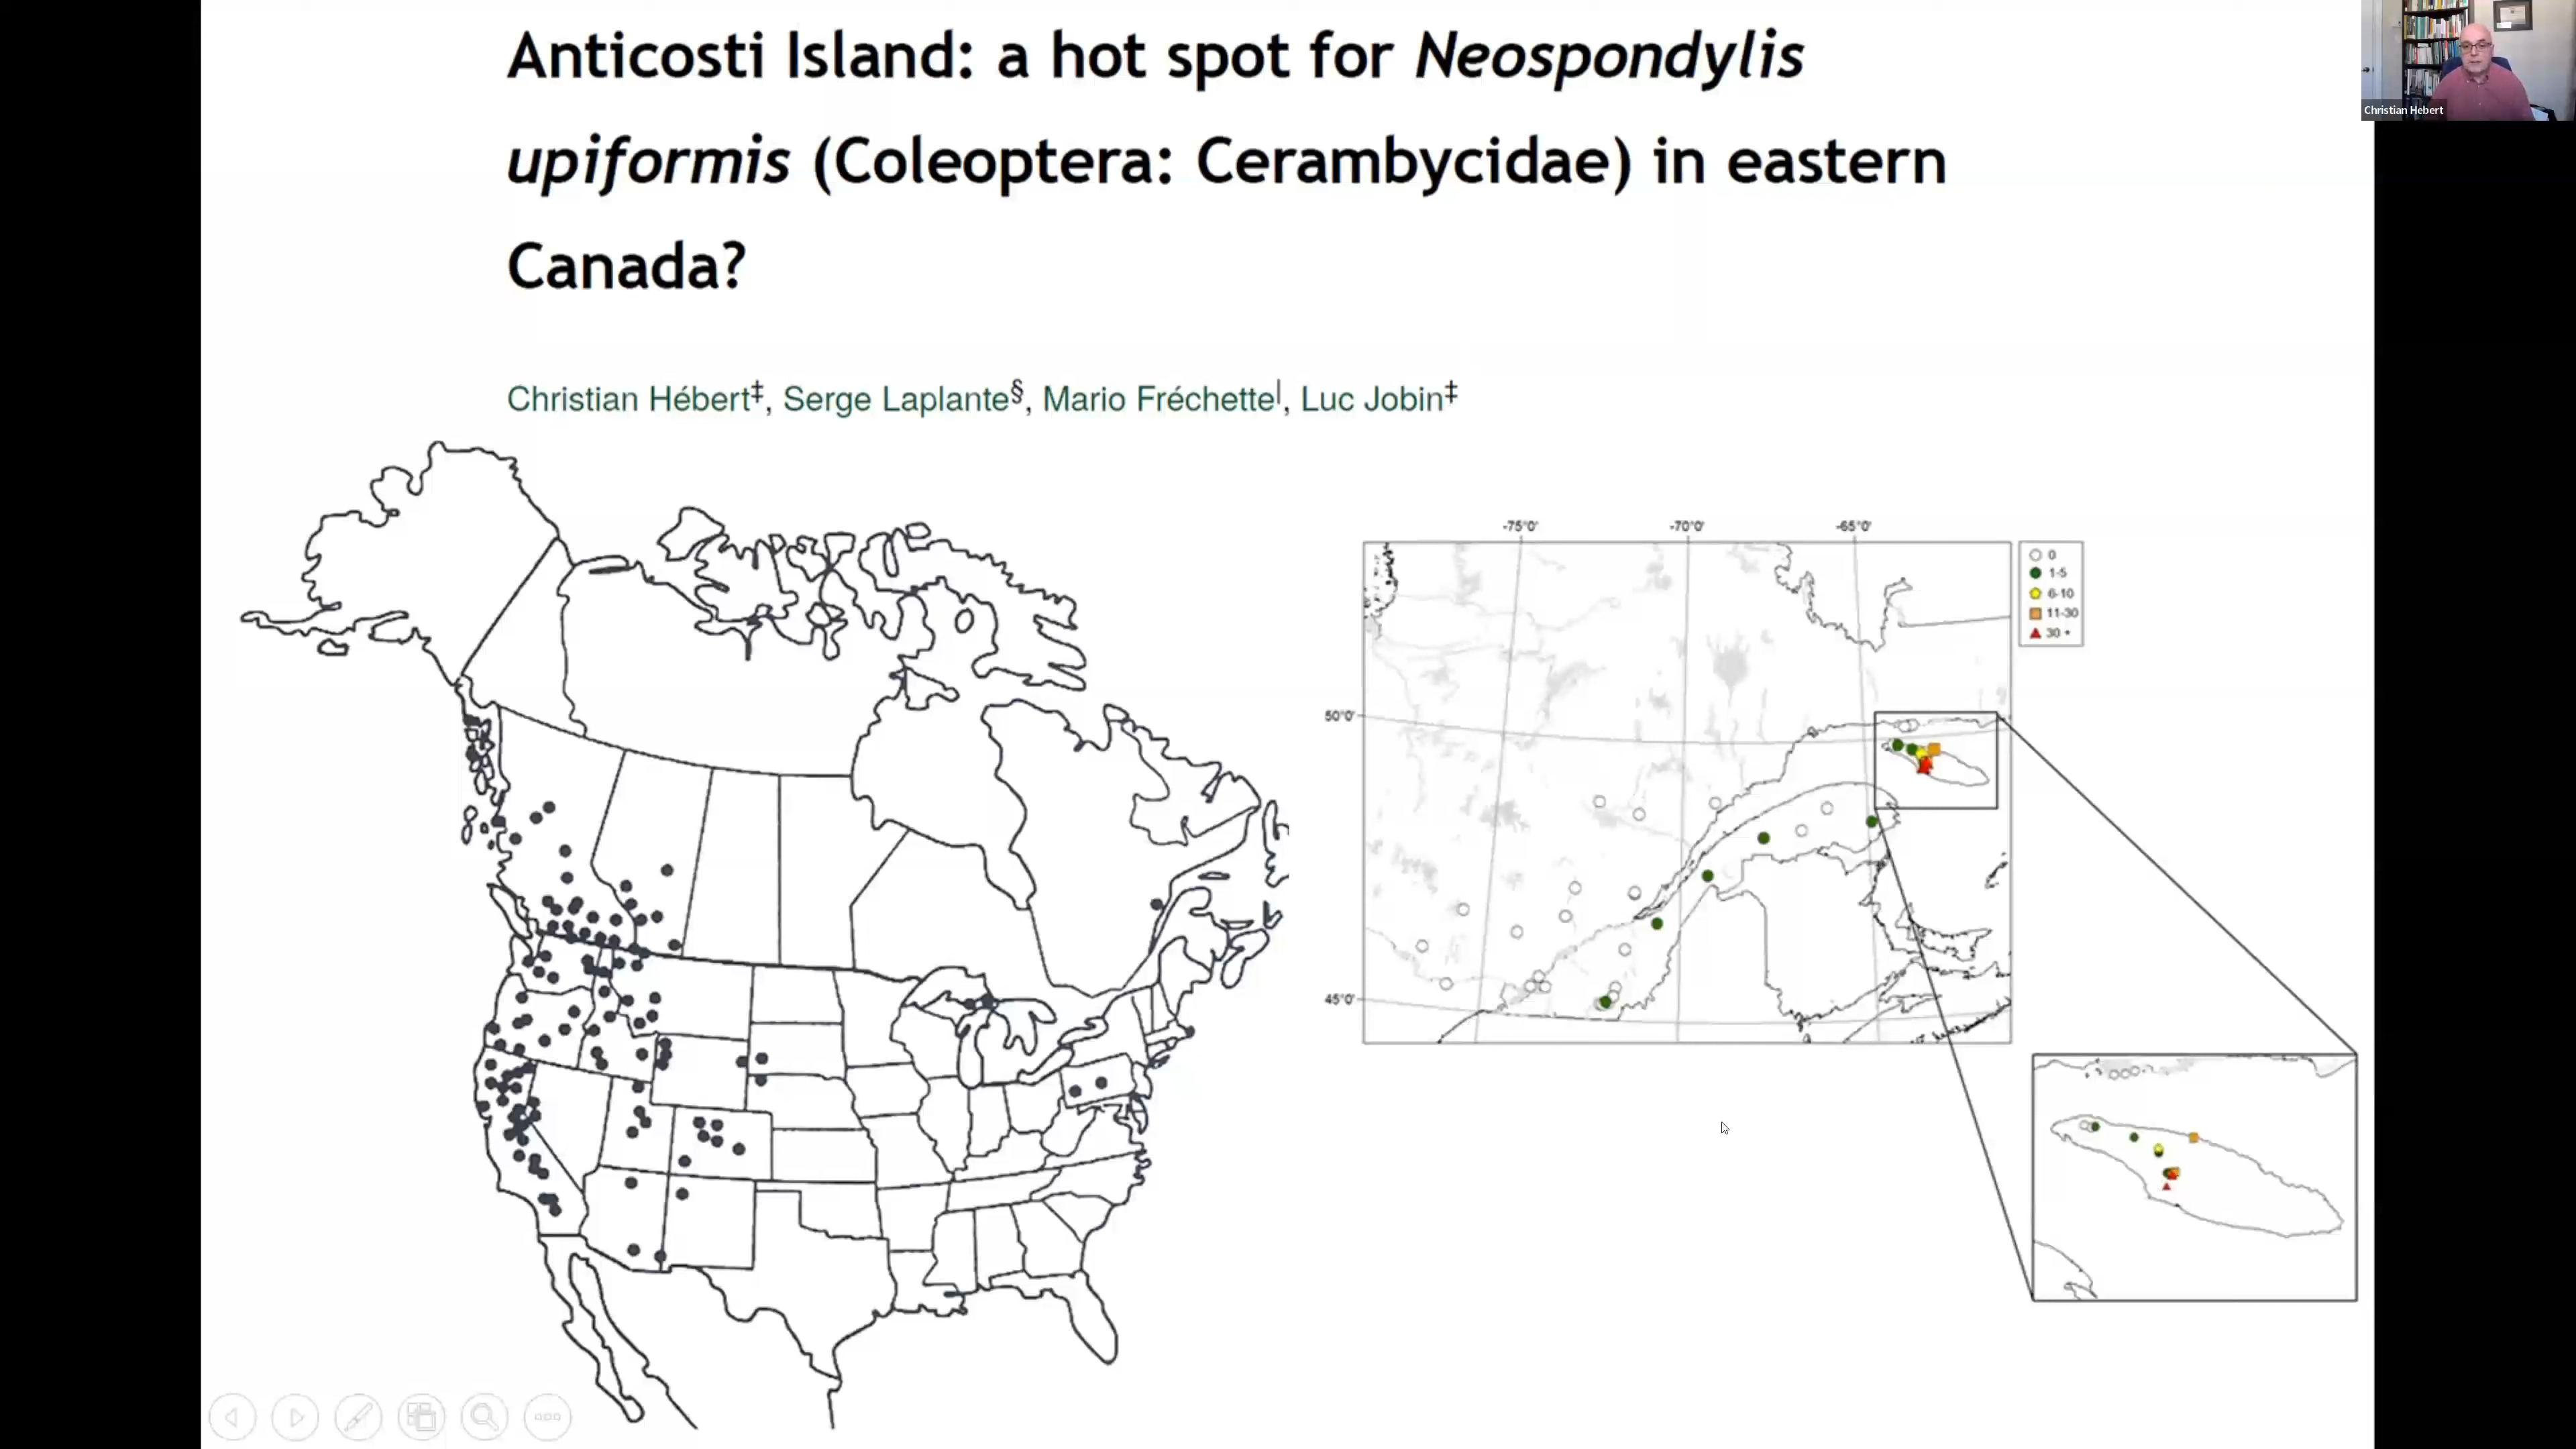 Anticosti Island: a hot spot for Neospondylis
upiformis (Coleoptera: Cerambycidae) in eastern
Canada?
Christian Hébert‡, Serge Laplante§, Mario Fréchette|, Luc Jobin‡
Christian Hebert
-75°0' -70°0' -65°0'
0
1-5
6-10
11-30
30 +
50°0'
45°0'